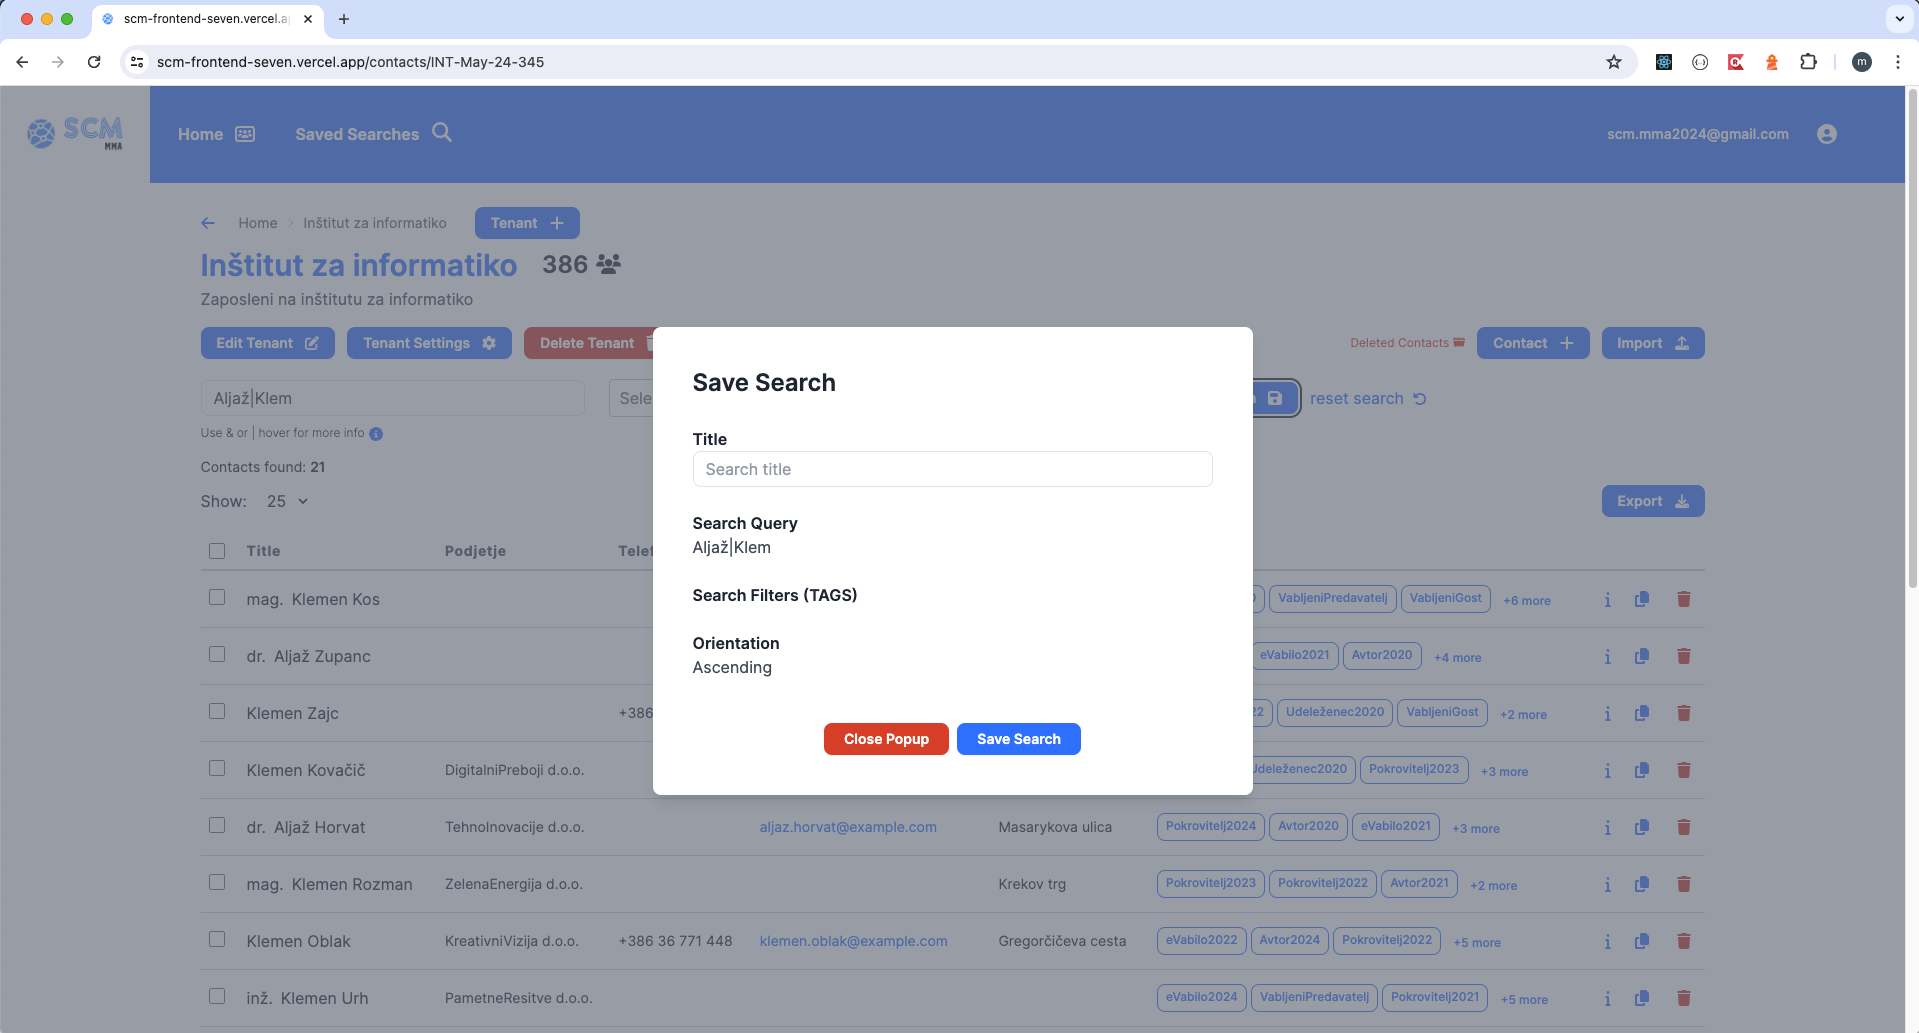 scm-frontend-seven.vercel.a
scm-frontend-seven.vercel.app/contacts/INT-May-24-345
m
SCM
MMA
Home
Saved Searches
scm.mma2024@gmail.com
Home
Inštitut za informatiko
Tenant
Inštitut za informatiko 386
Zaposleni na inštitutu za informatiko
Edit Tenant
Tenant Settings
Delete Tenant
Deleted Contacts
Contact
Import
Aljaž|Klem
Sele
reset search
Use & or | hover for more info
Contacts found: 21
Show: 25
Export
Save Search
Title
Search title
Search Query
Aljaž|Klem
Search Filters (TAGS)
Orientation
Ascending
Close Popup
Save Search
Title Podjetje Telef
mag. Klemen Kos VabljeniPredavatelj VabljeniGost +6 more
dr. Aljaž Zupanc eVabilo2021 Avtor2020 +4 more
Klemen Zajc +386 Udeleženec2020 VabljeniGost +2 more
Klemen Kovačič DigitalniPreboji d.o.o. Udeleženec2020 Pokrovitelj2023 +3 more
dr. Aljaž Horvat TehnoInovacije d.o.o. aljaz.horvat@example.com Masarykova ulica Pokrovitelj2024 Avtor2020 eVabilo2021 +3 more
mag. Klemen Rozman ZelenaEnergija d.o.o. Krekov trg Pokrovitelj2023 Pokrovitelj2022 Avtor2021 +2 more
Klemen Oblak KreativniVizija d.o.o. +386 36 771 448 klemen.oblak@example.com Gregorčičeva cesta eVabilo2022 Avtor2024 Pokrovitelj2022 +5 more
inž. Klemen Urh PametneResitve d.o.o. eVabilo2024 VabljeniPredavatelj Pokrovitelj2021 +5 more